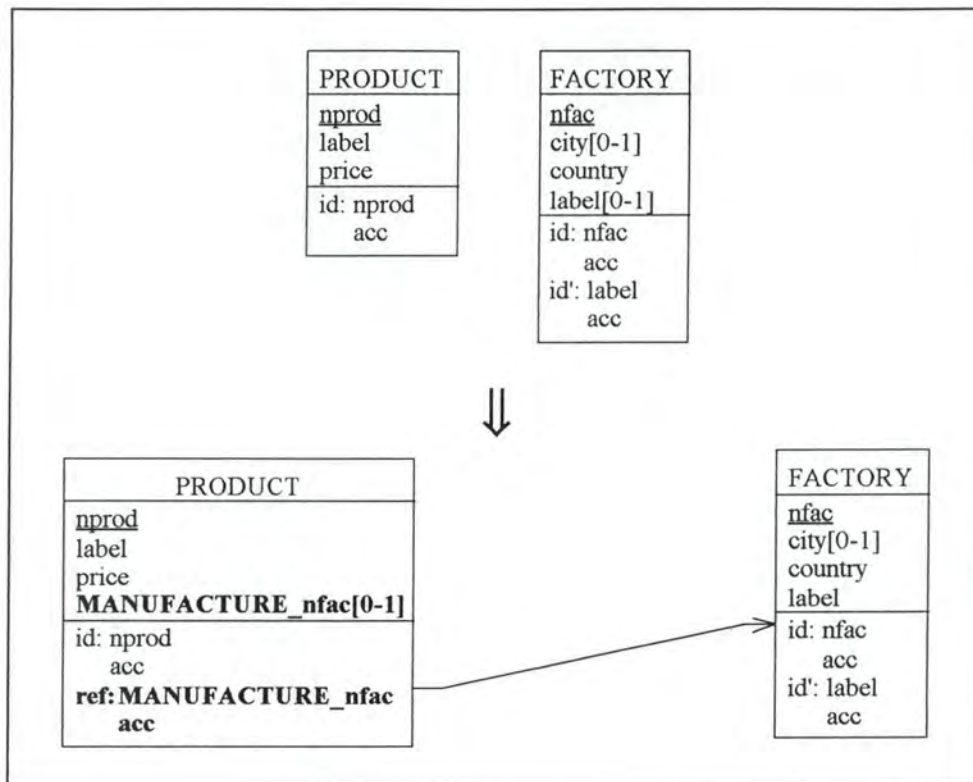 PRODUCT
nprod
label
price
id: nprod
acc
FACTORY
nfac
city[0-1]
country
label[0-1]
id: nfac
acc
id': label
acc
⇓
PRODUCT
nprod
label
price
MANUFACTURE_nfac[0-1]
id: nprod
acc
ref:MANUFACTURE_nfac
acc
FACTORY
nfac
city[0-1]
country
label
id: nfac
acc
id': label
acc